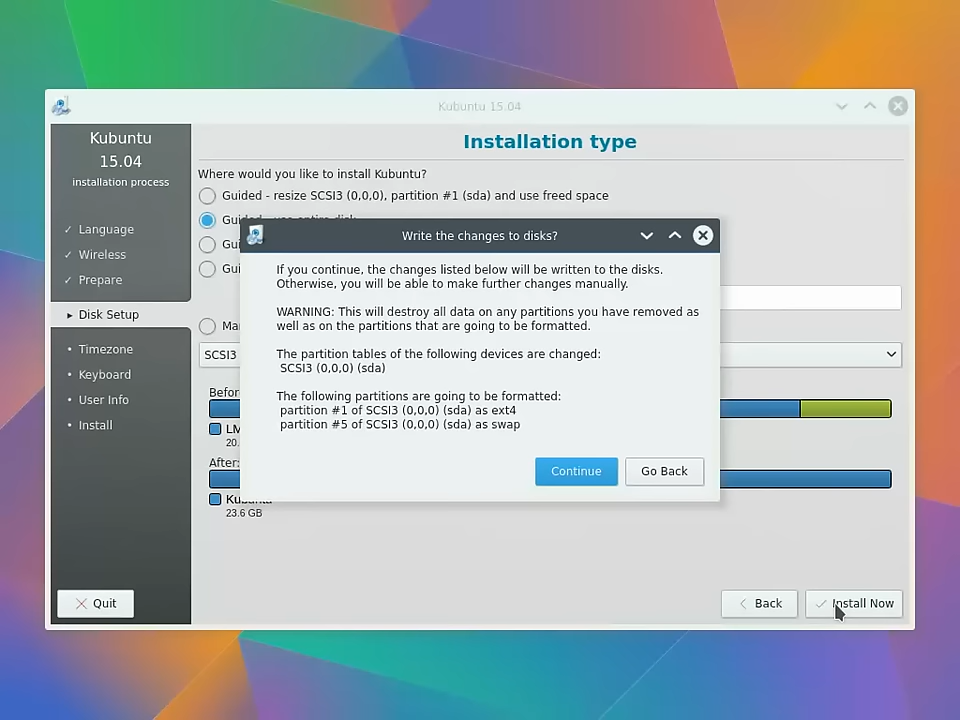 Kubuntu 15.04
Kubuntu
15.04
installation process
✓ Language
✓ Wireless
✓ Prepare
▸ Disk Setup
• Timezone
• Keyboard
• User Info
• Install
Quit
Installation type
Where would you like to install Kubuntu?
Guided - resize SCSI3 (0,0,0), partition #1 (sda) and use freed space
SCSI3
Before:
After:
Kubuntu
23.6 GB
Back
Install Now
Write the changes to disks?
If you continue, the changes listed below will be written to the disks.
Otherwise, you will be able to make further changes manually.
WARNING: This will destroy all data on any partitions you have removed as
well as on the partitions that are going to be formatted.
The partition tables of the following devices are changed:
SCSI3 (0,0,0) (sda)
The following partitions are going to be formatted:
partition #1 of SCSI3 (0,0,0) (sda) as ext4
partition #5 of SCSI3 (0,0,0) (sda) as swap
Continue
Go Back